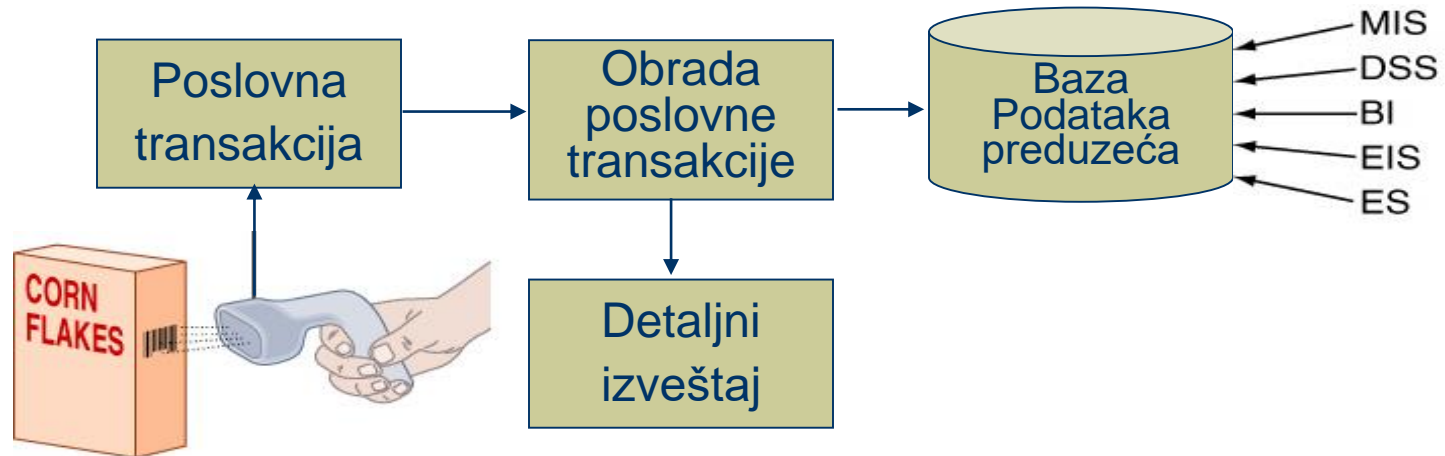 Poslovna
transakcija
Obrada
poslovne
transakcije
Baza
Podataka
preduzeća
MIS
DSS
BI
EIS
ES
CORN
FLAKES
Detaljni
izveštaj